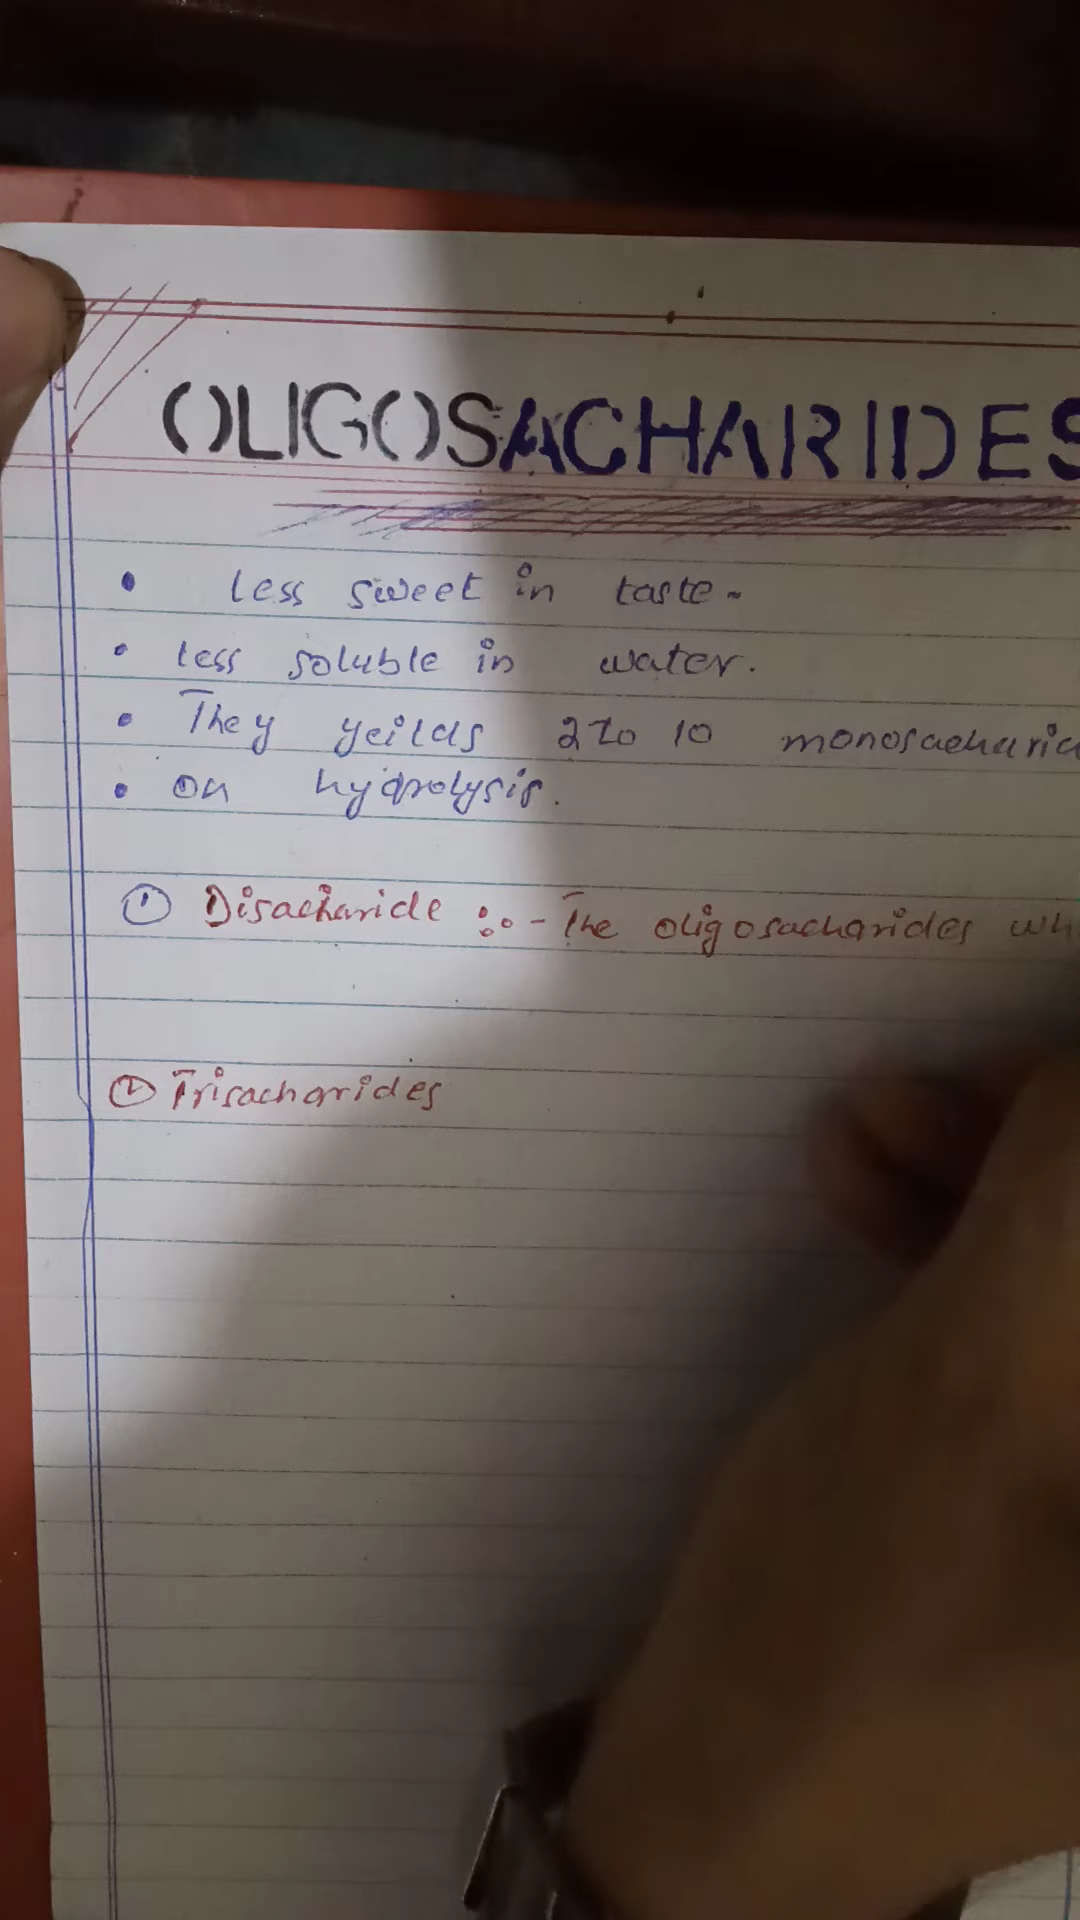 OLIGOSACHARIDES
• Less sweet in taste.
• less soluble in water.
• They yeilds 2 to 10
• on hydrolysis.
① Disacharide :- The oligosacharides
② Trisacharides